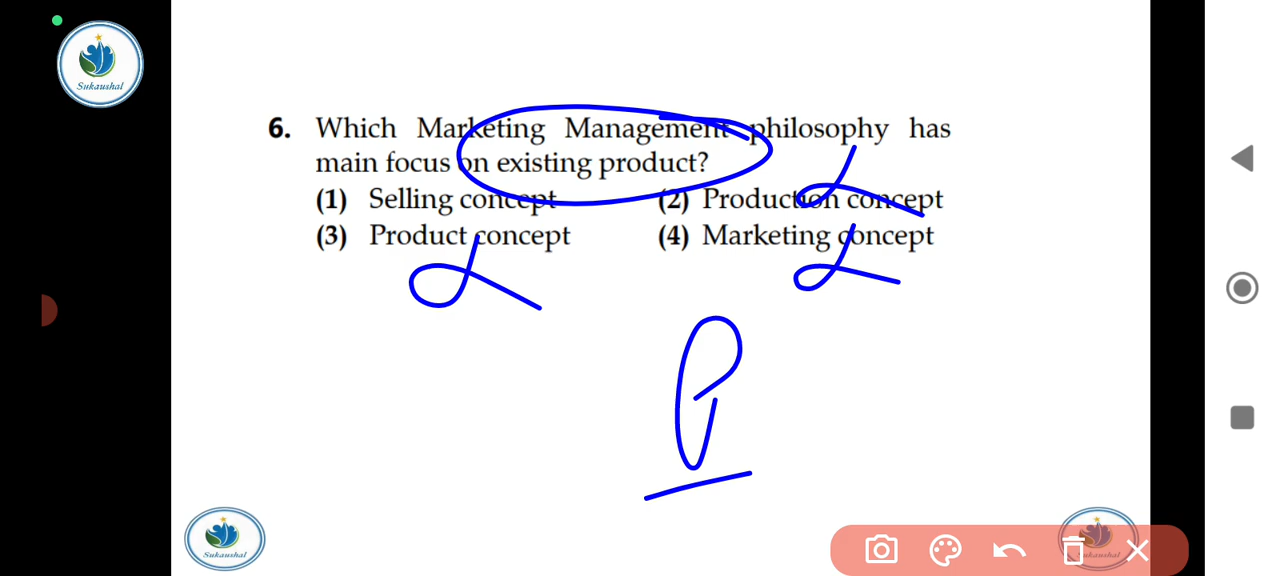 Sukaushal
6. Which Marketing Management philosophy has
main focus on existing product?
(1) Selling concept (2) Production concept
(3) Product concept (4) Marketing concept
Sukaushal
Sukaushal